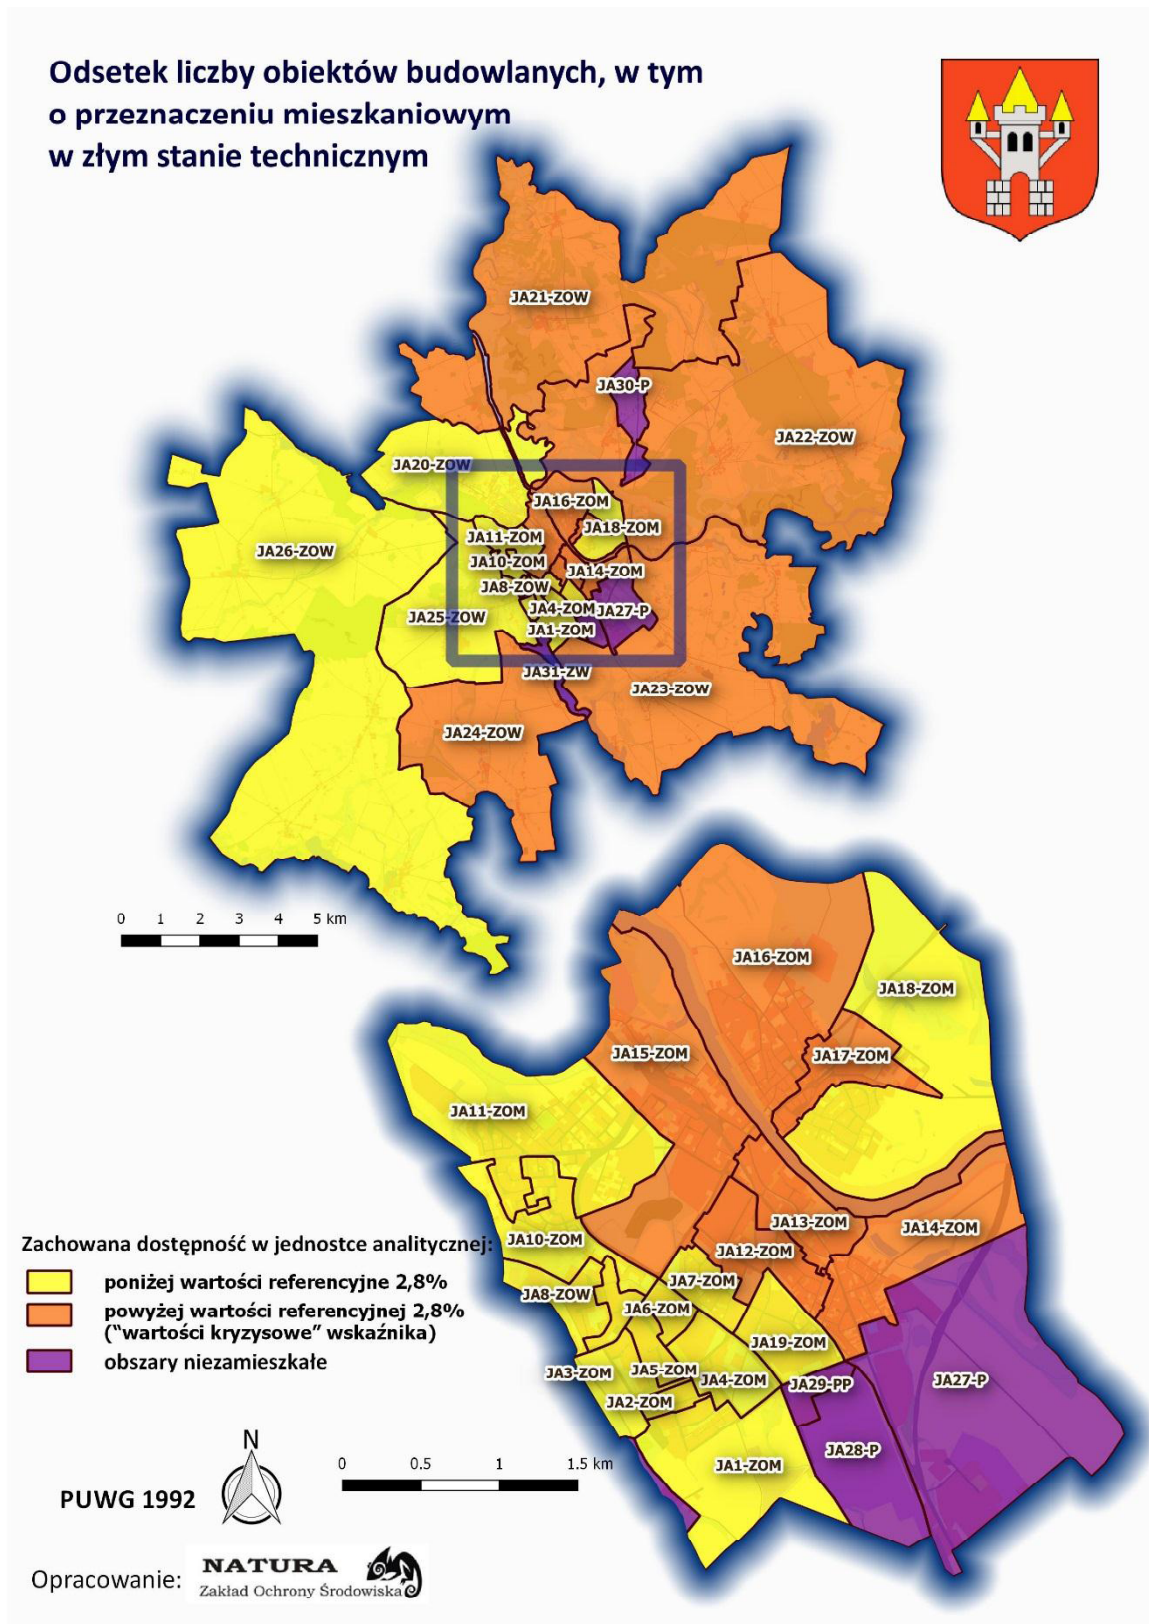 Odsetek liczby obiektów budowlanych, w tym
o przeznaczeniu mieszkaniowym
w złym stanie technicznym
JA21-ZOW
JA30-P
JA22-ZOW
JA20-ZOW
JA16-ZOM
JA18-ZOM
JA11-ZOM
JA26-ZOW
JA10-ZOM
JA14-ZOM
JA8-ZOW
JA4-ZOM
JA27-P
JA25-ZOW
JA1-ZOM
JA31-ZW
JA23-ZOW
JA24-ZOW
0 1 2 3 4 5 km
JA16-ZOM
JA18-ZOM
JA15-ZOM
JA17-ZOM
JA11-ZOM
JA13-ZOM
JA14-ZOM
JA10-ZOM
JA12-ZOM
Zachowana dostępność w jednostce analitycznej:
poniżej wartości referencyjne 2,8%
powyżej wartości referencyjnej 2,8%
("wartości kryzysowe" wskaźnika)
obszary niezamieszkałe
JA7-ZOM
JA8-ZOW
JA6-ZOM
JA19-ZOM
JA3-ZOM
JA5-ZOM
JA4-ZOM
JA29-PP
JA27-P
JA2-ZOM
JA28-P
JA1-ZOM
N
0 0.5 1 1.5 km
PUWG 1992
Opracowanie:
NATURA
Zakład Ochrony Środowiska